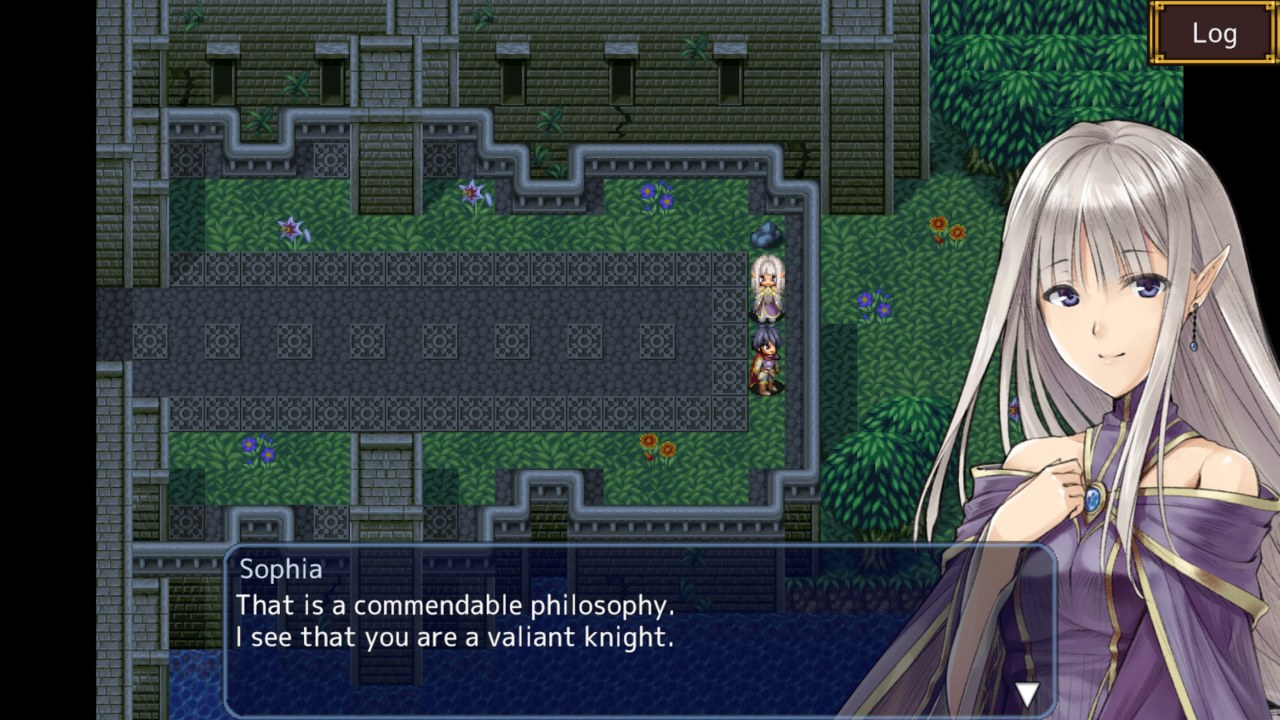 Log
Sophia
That is a commendable philosophy.
I see that you are a valiant knight.